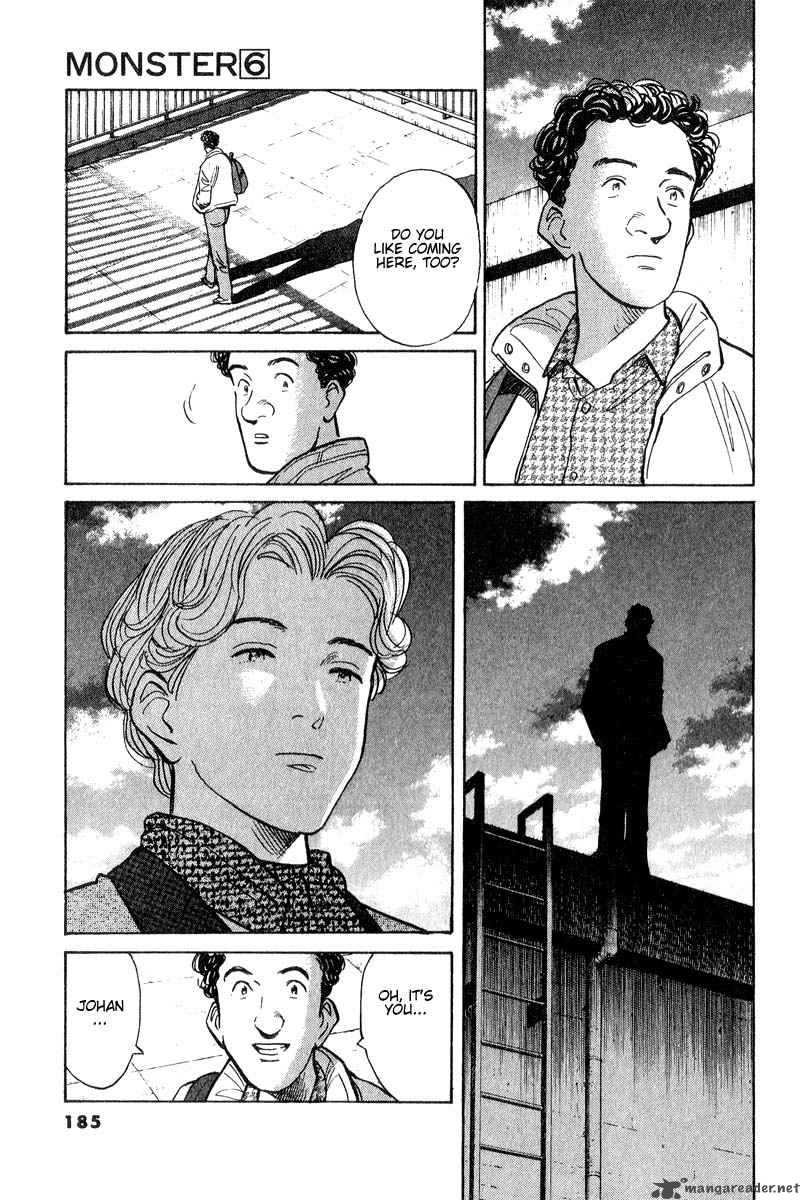 MONSTER6
DO YOU
LIKE COMING
HERE, TOO?
OH, IT'S
YOU...
JOHAN
...
185
mangareader.net